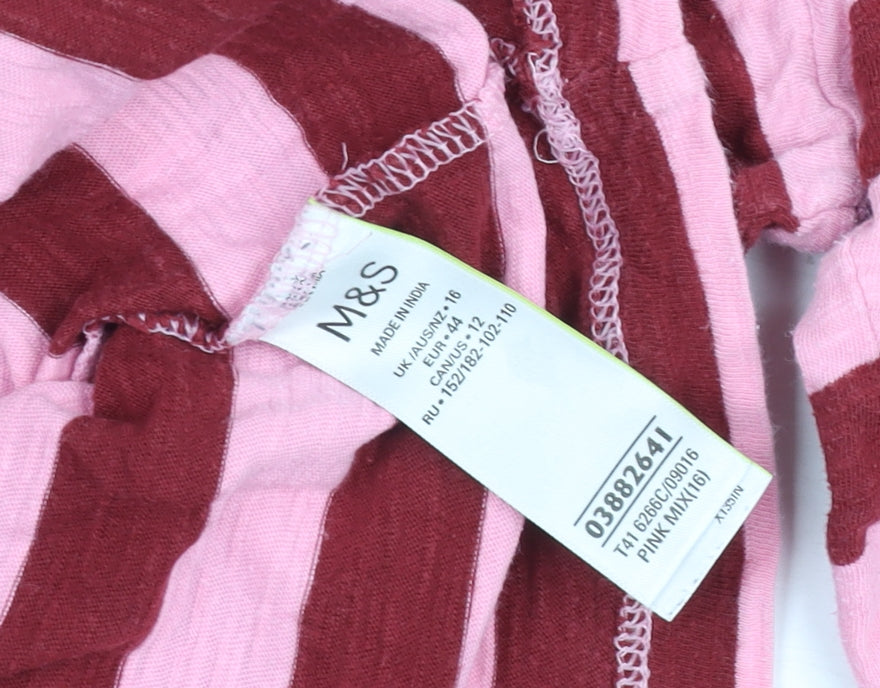 M&S
MADE IN INDIA
UK /AUS/NZ • 16
EUR • 44
CAN/US • 12
RU • 152/182-102-110
03882641
T41 6266C/09016
PINK MIX(16)